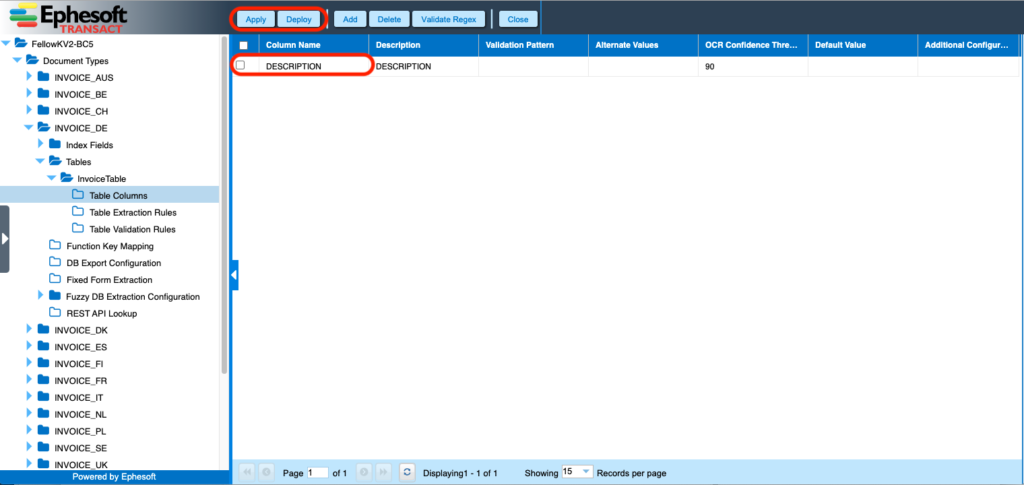 Ephesoft
TRANSACT
Apply Deploy Add Delete Validate Regex Close
FellowKV2-BC5
Document Types
INVOICE_AUS
INVOICE_BE
INVOICE_CH
INVOICE_DE
Index Fields
Tables
InvoiceTable
Table Columns
Table Extraction Rules
Table Validation Rules
Function Key Mapping
DB Export Configuration
Fixed Form Extraction
Fuzzy DB Extraction Configuration
REST API Lookup
INVOICE_DK
INVOICE_ES
INVOICE_FI
INVOICE_FR
INVOICE_IT
INVOICE_NL
INVOICE_PL
INVOICE_SE
INVOICE_UK
Powered by Ephesoft
Column Name Description Validation Pattern Alternate Values OCR Confidence Thre... Default Value Additional Configur...
DESCRIPTION DESCRIPTION 90
Page 1 of 1 Displaying1 - 1 of 1 Showing 15 Records per page